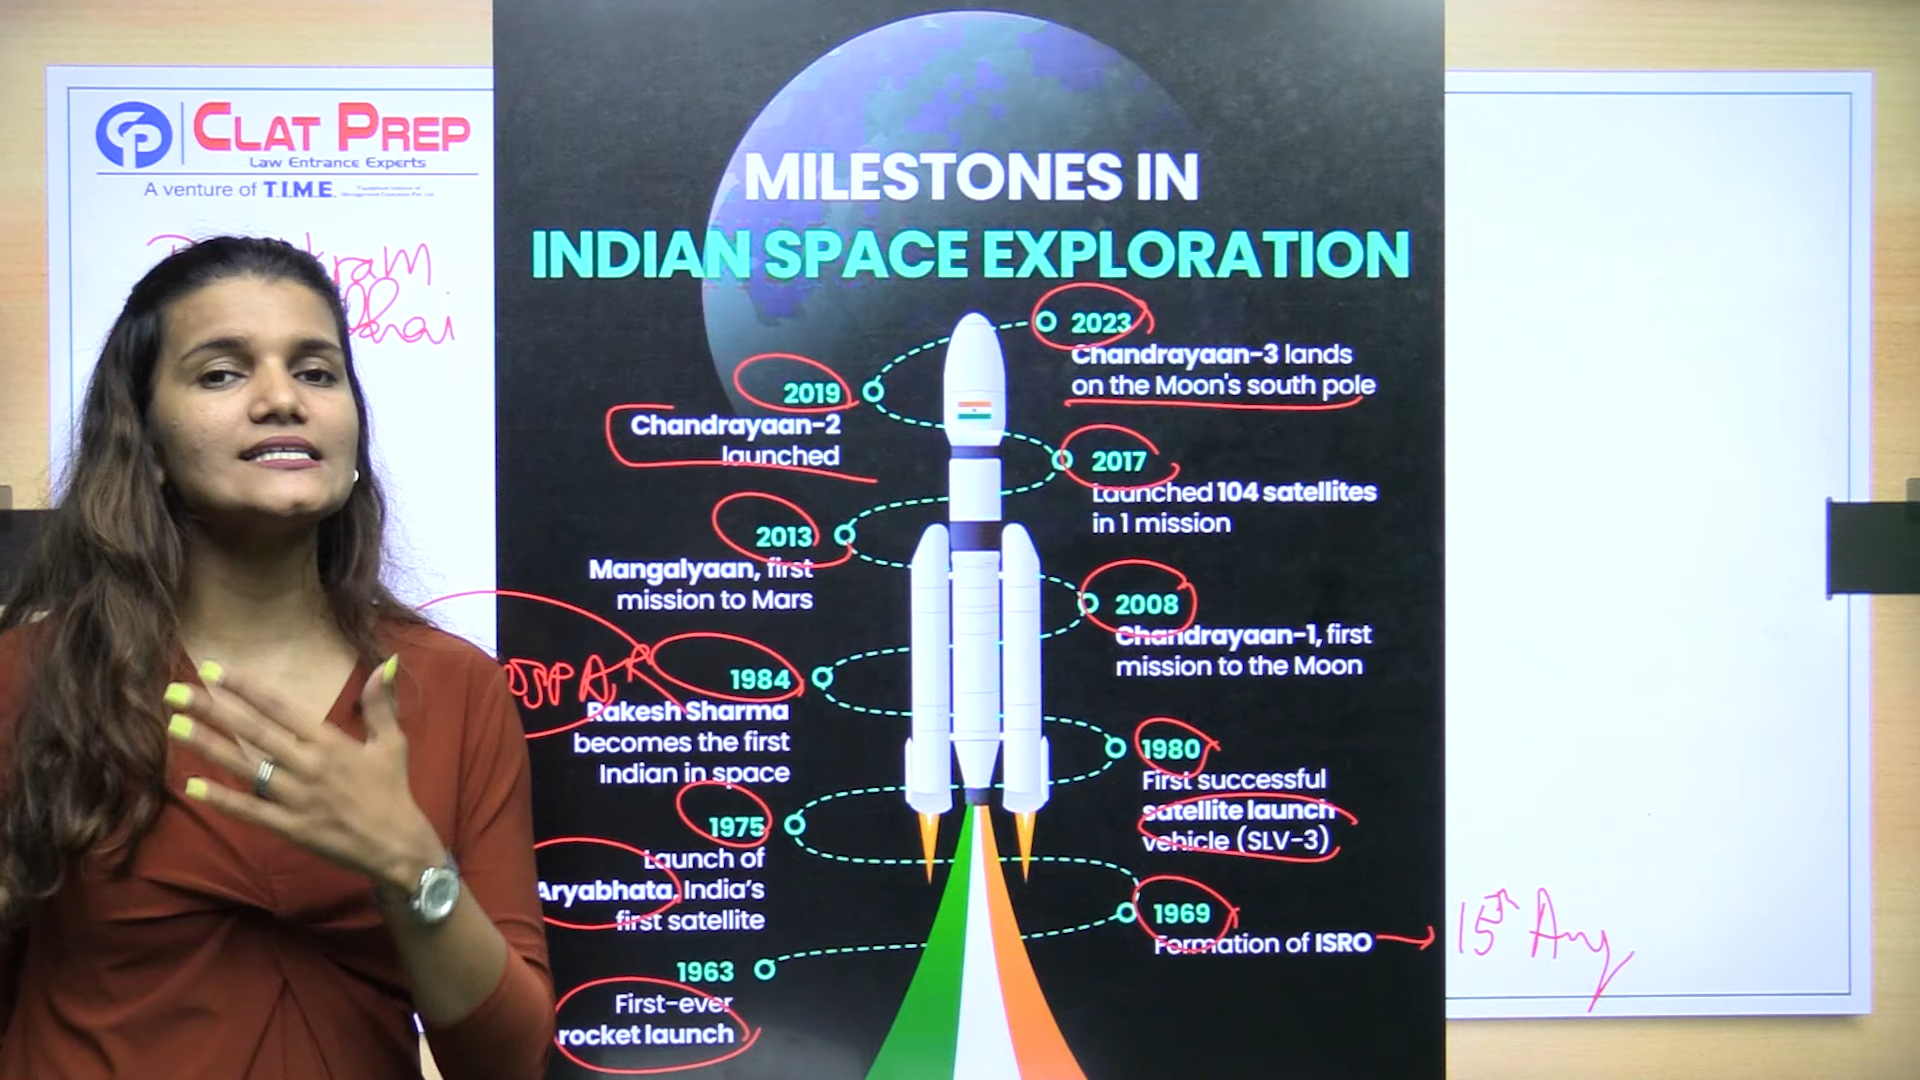 CLAT PREP
Law Entrance Experts
A venture of T.I.M.E.
MILESTONES IN
INDIAN SPACE EXPLORATION
2023
Chandrayaan-3 lands
on the Moon's south pole
2019
Chandrayaan-2
launched
2017
Launched 104 satellites
in 1 mission
2013
Mangalyaan, first
mission to Mars
2008
Chandrayaan-1, first
mission to the Moon
1984
Rakesh Sharma
becomes the first
Indian in space
1980
First successful
satellite launch
vehicle (SLV-3)
1975
Launch of
Aryabhata, India's
first satellite
1969
Formation of ISRO
15th Aug
1963
First-ever
rocket launch